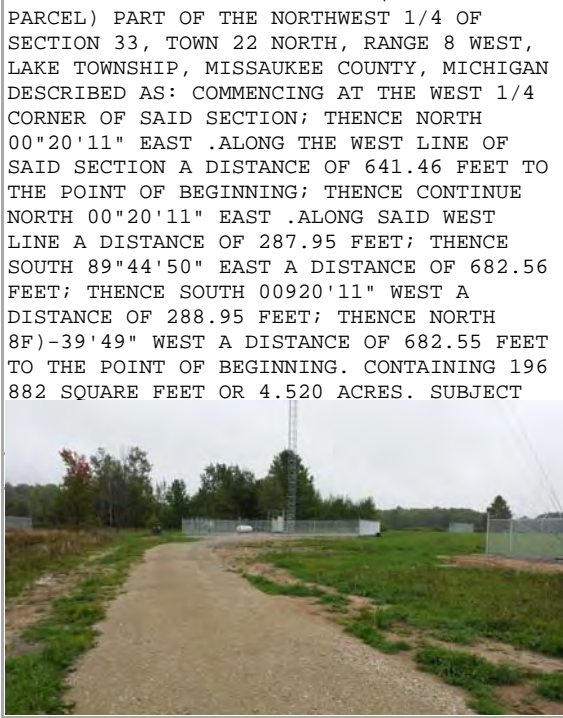 PARCEL) PART OF THE NORTHWEST 1/4 OF
SECTION 33, TOWN 22 NORTH, RANGE 8 WEST,
LAKE TOWNSHIP, MISSAUKEE COUNTY, MICHIGAN
DESCRIBED AS: COMMENCING AT THE WEST 1/4
CORNER OF SAID SECTION; THENCE NORTH
00"20'11" EAST .ALONG THE WEST LINE OF
SAID SECTION A DISTANCE OF 641.46 FEET TO
THE POINT OF BEGINNING; THENCE CONTINUE
NORTH 00"20'11" EAST .ALONG SAID WEST
LINE A DISTANCE OF 287.95 FEET; THENCE
SOUTH 89"44'50" EAST A DISTANCE OF 682.56
FEET; THENCE SOUTH 00920'11" WEST A
DISTANCE OF 288.95 FEET; THENCE NORTH
8F)-39'49" WEST A DISTANCE OF 682.55 FEET
TO THE POINT OF BEGINNING. CONTAINING 196
882 SQUARE FEET OR 4.520 ACRES. SUBJECT